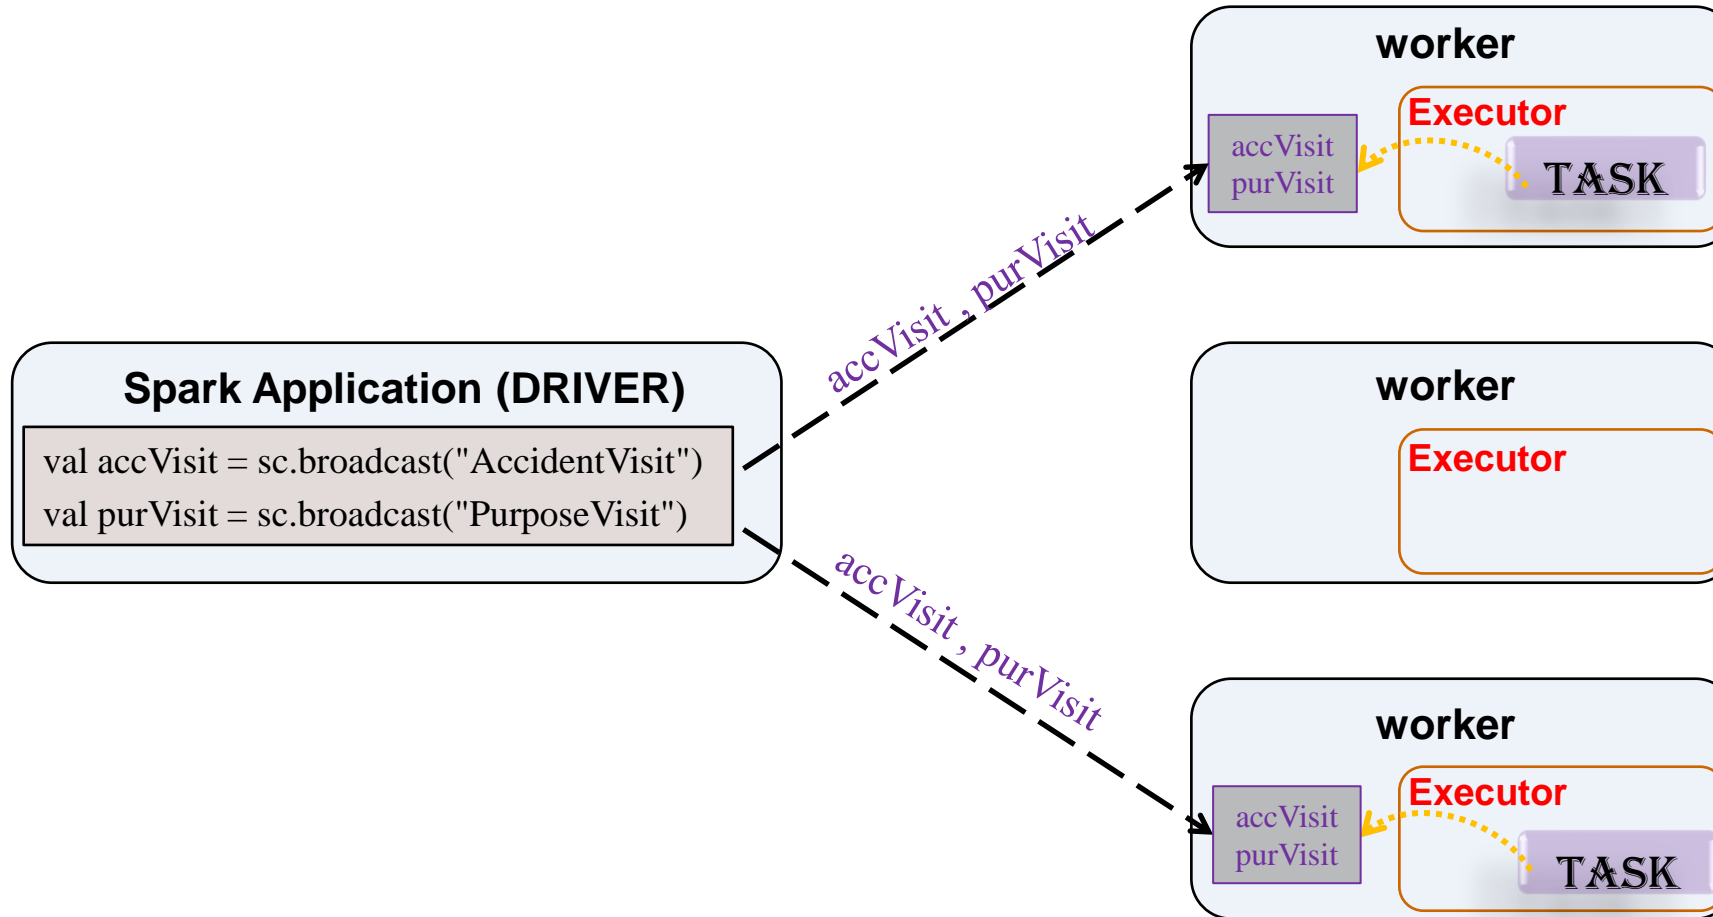 Spark Application (DRIVER)
val accVisit = sc.broadcast("AccidentVisit")
val purVisit = sc.broadcast("PurposeVisit")
accVisit , purVisit
accVisit , purVisit
worker
Executor
accVisit
purVisit
TASK
worker
Executor
worker
Executor
accVisit
purVisit
TASK